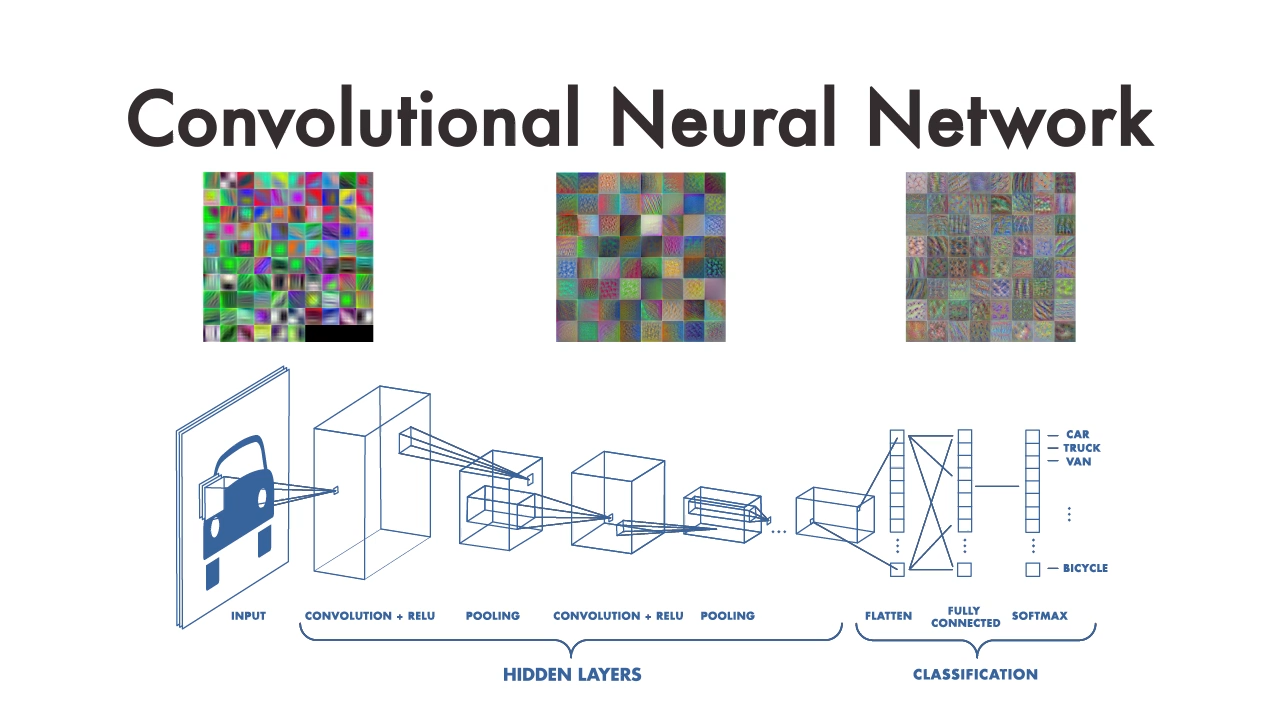 Convolutional Neural Network
CAR
TRUCK
VAN
BICYCLE
INPUT
CONVOLUTION + RELU
POOLING
CONVOLUTION + RELU
POOLING
FLATTEN
FULLY
CONNECTED
SOFTMAX
HIDDEN LAYERS
CLASSIFICATION